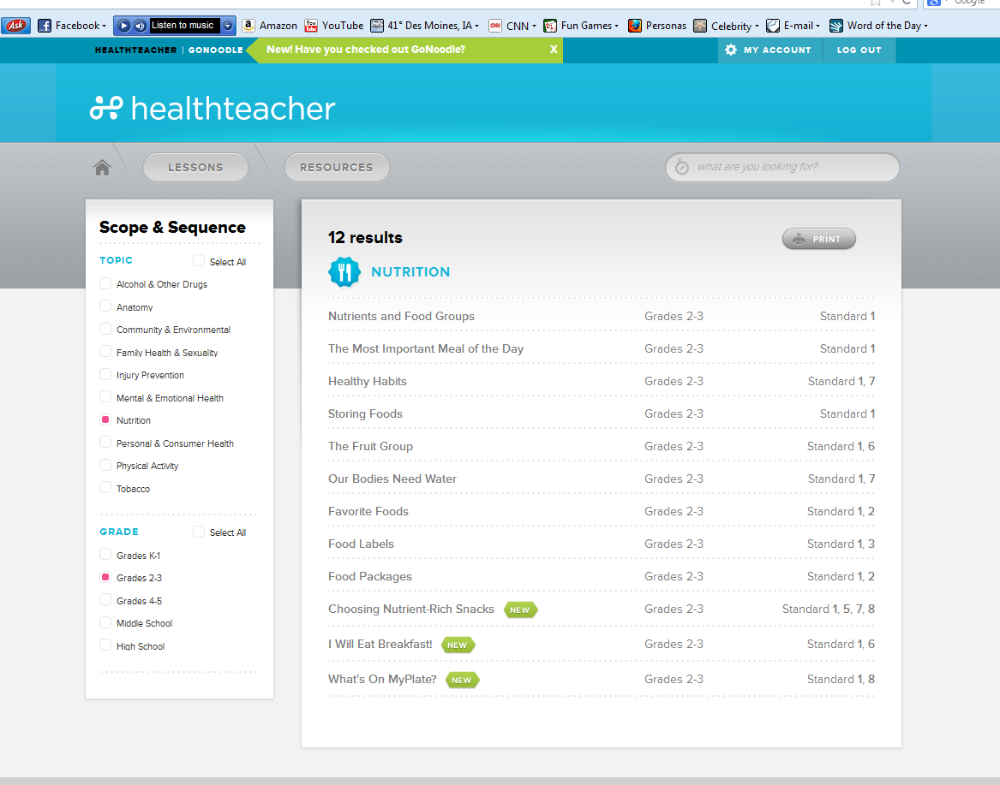 Google
Ask Facebook Listen to music Amazon YouTube 41° Des Moines, IA CNN Fun Games Personas Celebrity E-mail Word of the Day
HEALTHTEACHER | GONOODLE New! Have you checked out GoNoodle? X MY ACCOUNT LOG OUT
healthteacher
LESSONS RESOURCES what are you looking for?
Scope & Sequence
TOPIC Select All
Alcohol & Other Drugs
Anatomy
Community & Environmental
Family Health & Sexuality
Injury Prevention
Mental & Emotional Health
Nutrition
Personal & Consumer Health
Physical Activity
Tobacco
GRADE Select All
Grades K-1
Grades 2-3
Grades 4-5
Middle School
High School
12 results PRINT
NUTRITION
Nutrients and Food Groups Grades 2-3 Standard 1
The Most Important Meal of the Day Grades 2-3 Standard 1
Healthy Habits Grades 2-3 Standard 1, 7
Storing Foods Grades 2-3 Standard 1
The Fruit Group Grades 2-3 Standard 1, 6
Our Bodies Need Water Grades 2-3 Standard 1, 7
Favorite Foods Grades 2-3 Standard 1, 2
Food Labels Grades 2-3 Standard 1, 3
Food Packages Grades 2-3 Standard 1, 2
Choosing Nutrient-Rich Snacks NEW Grades 2-3 Standard 1, 5, 7, 8
I Will Eat Breakfast! NEW Grades 2-3 Standard 1, 6
What's On MyPlate? NEW Grades 2-3 Standard 1, 8